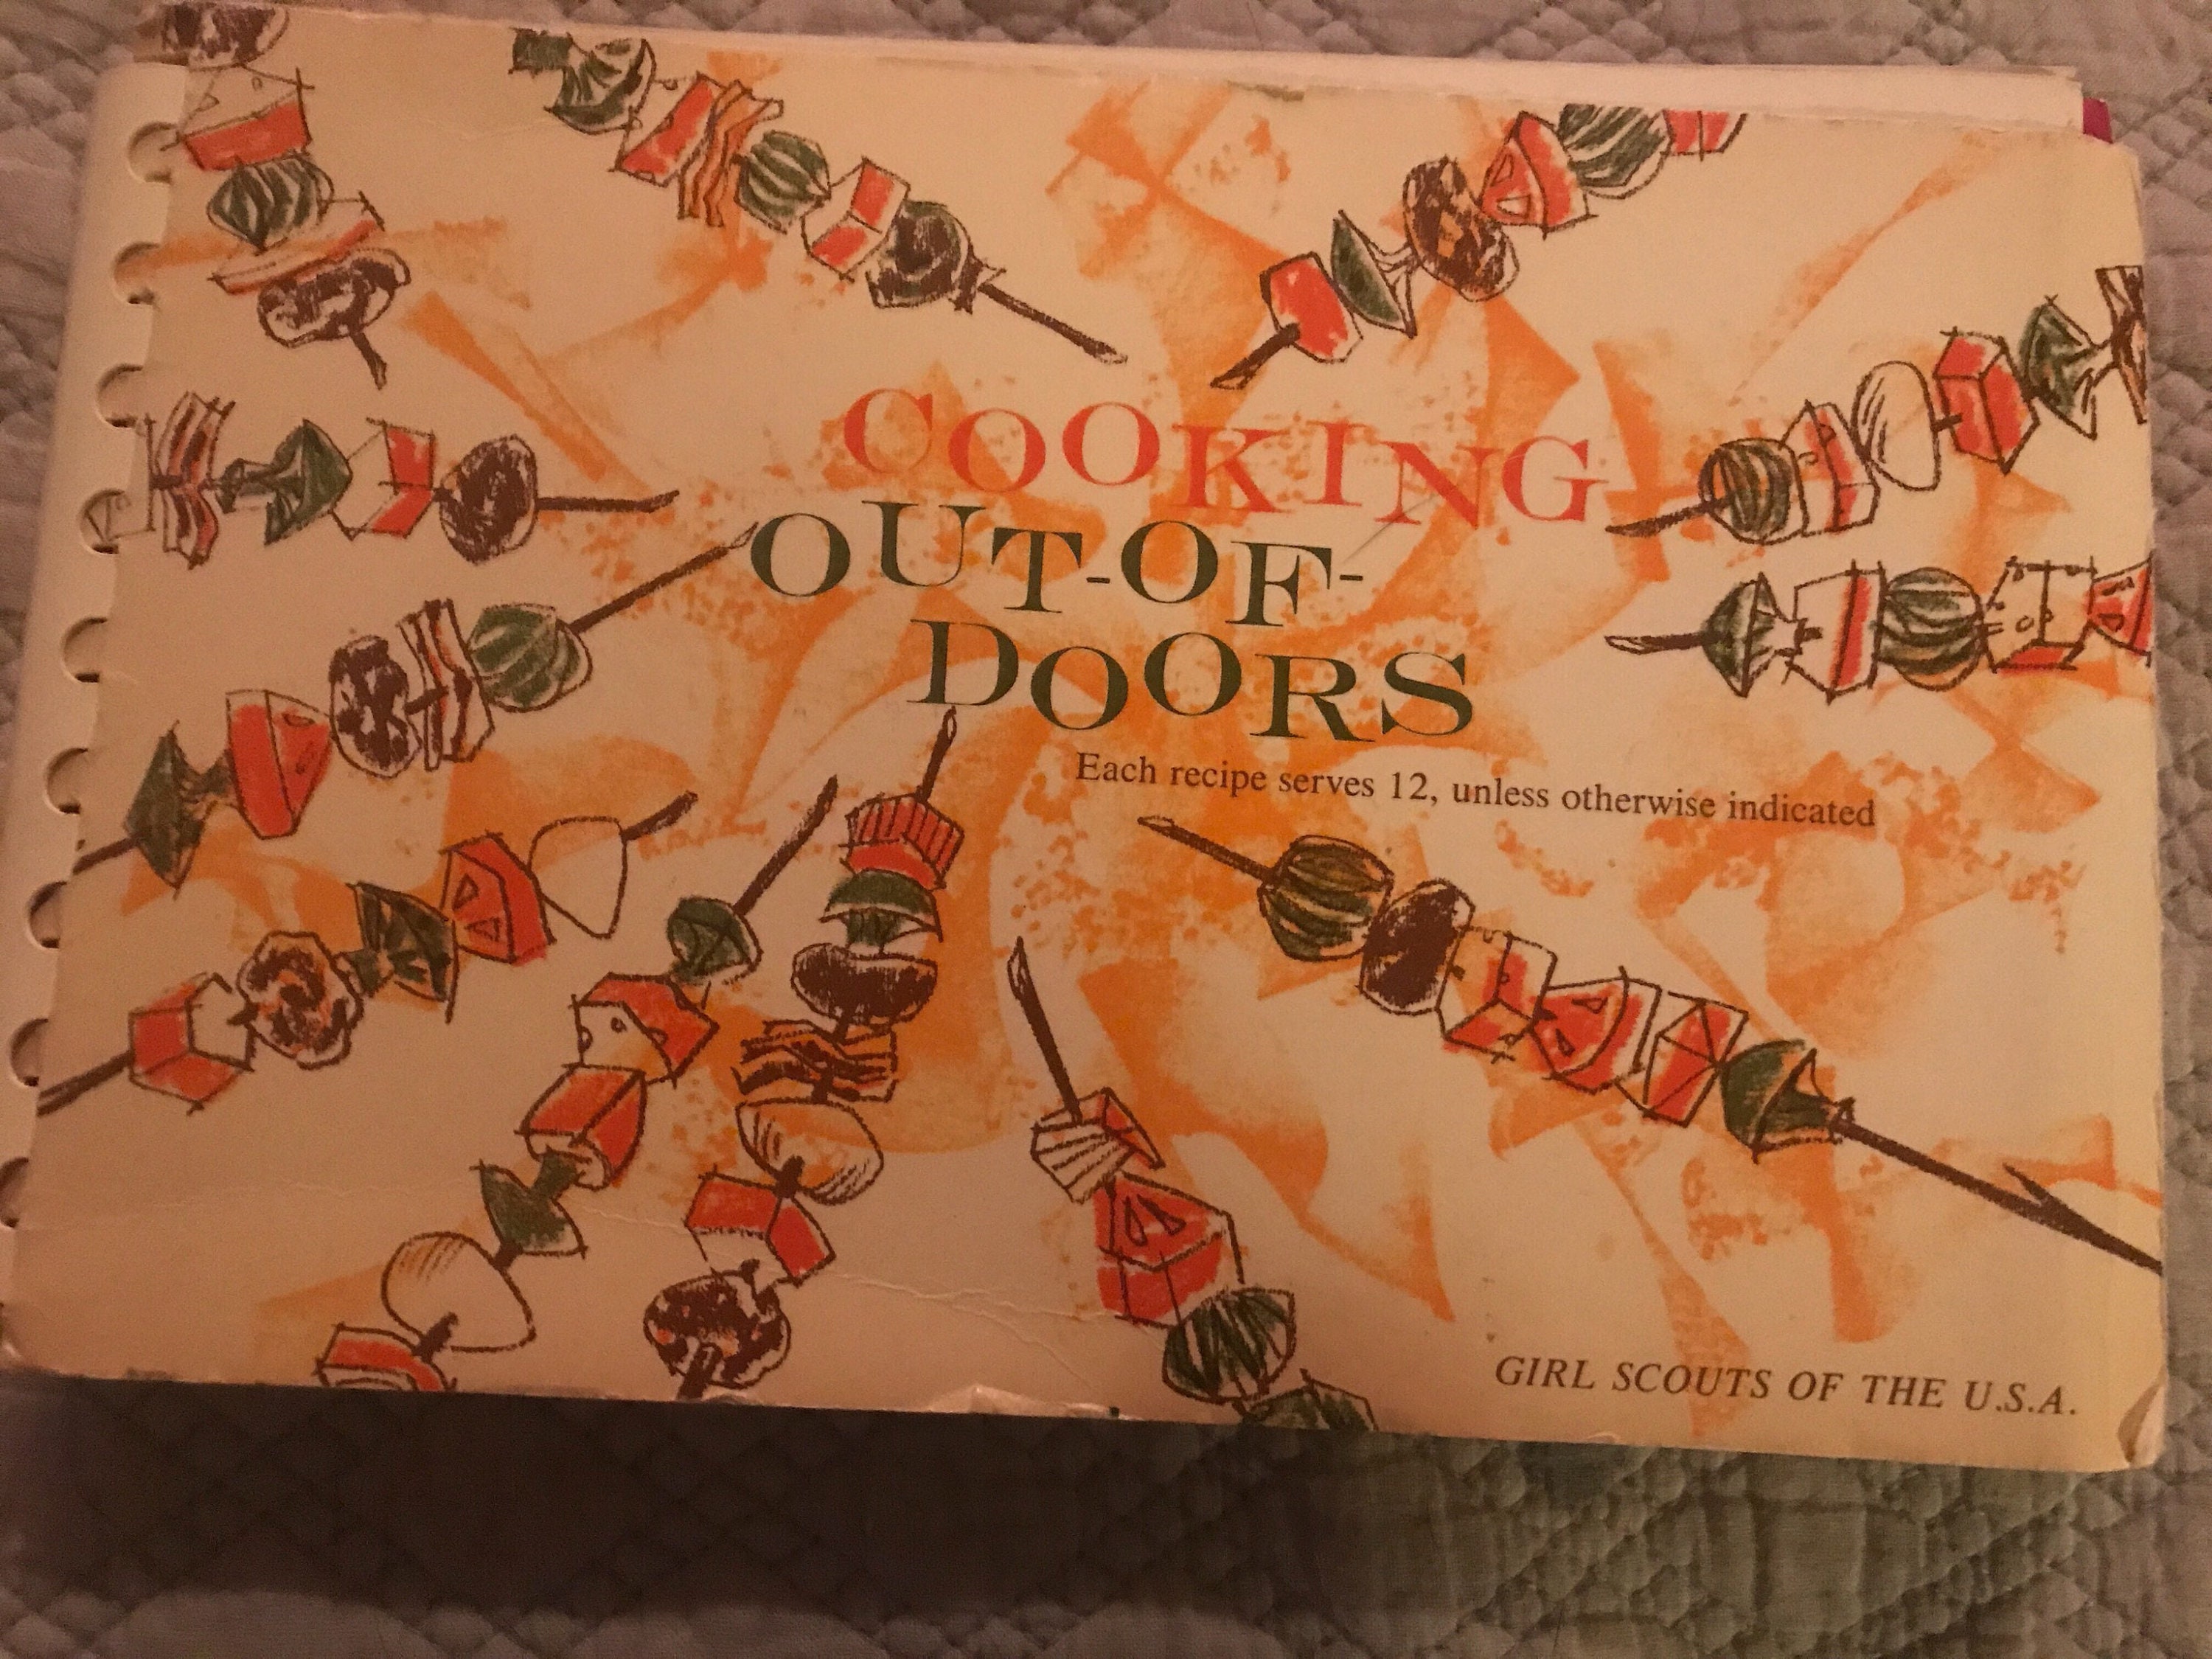 COOKING
OUT-OF-
DOORS
Each recipe serves 12, unless otherwise indicated
GIRL SCOUTS OF THE U.S.A.